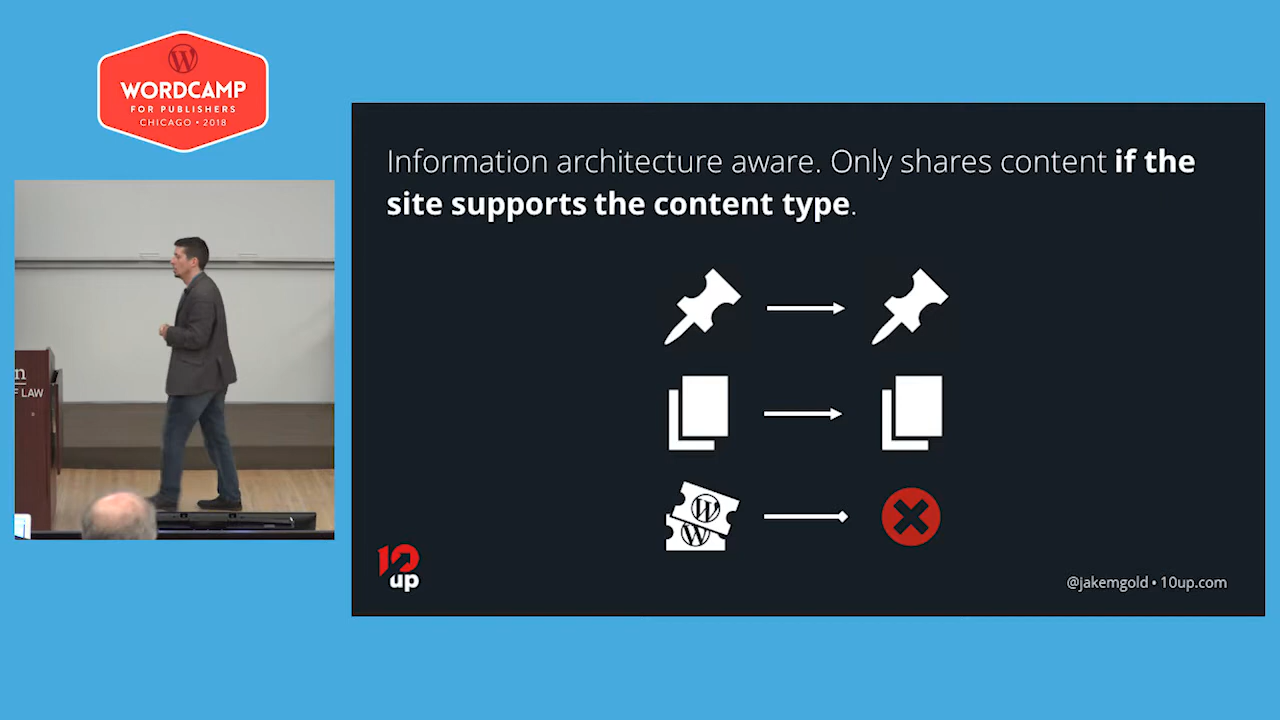 WORDCAMP
FOR PUBLISHERS
CHICAGO • 2018
Information architecture aware. Only shares content if the
site supports the content type.
n
F LAW
10
up
@jakemgold • 10up.com